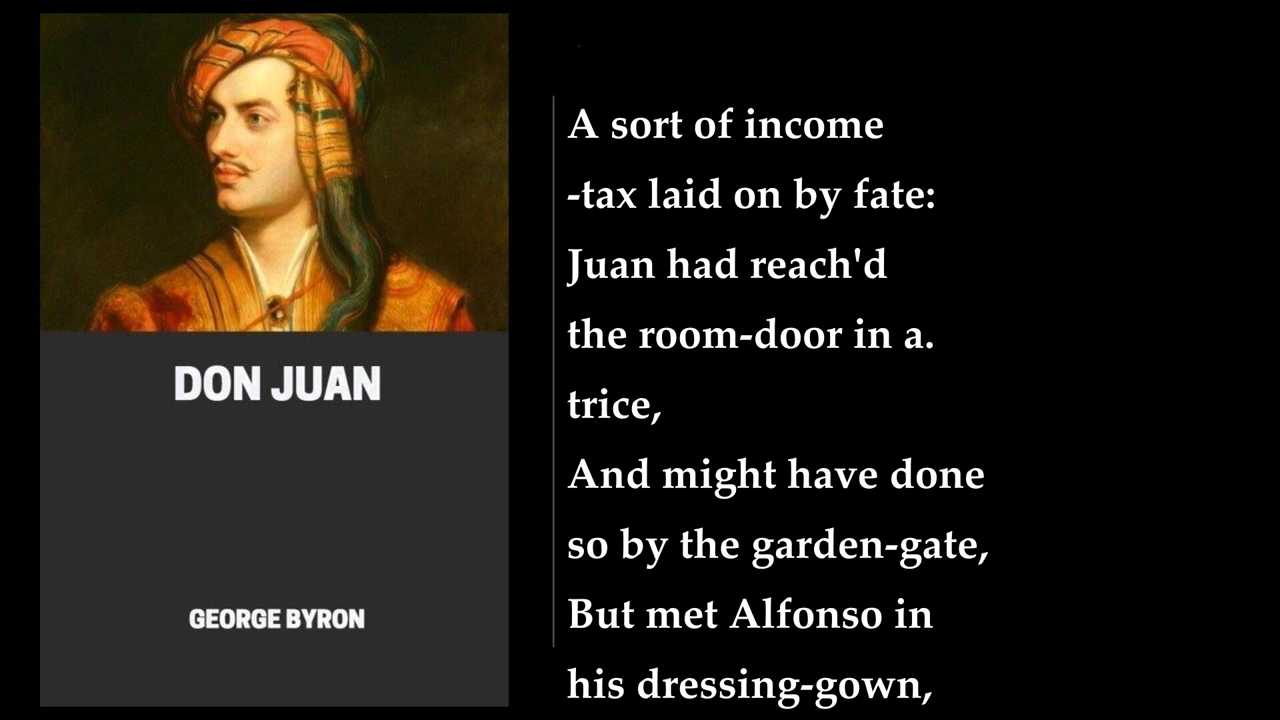 DON JUAN
GEORGE BYRON
A sort of income
-tax laid on by fate:
Juan had reach'd
the room-door in a.
trice,
And might have done
so by the garden-gate,
But met Alfonso in
his dressing-gown,